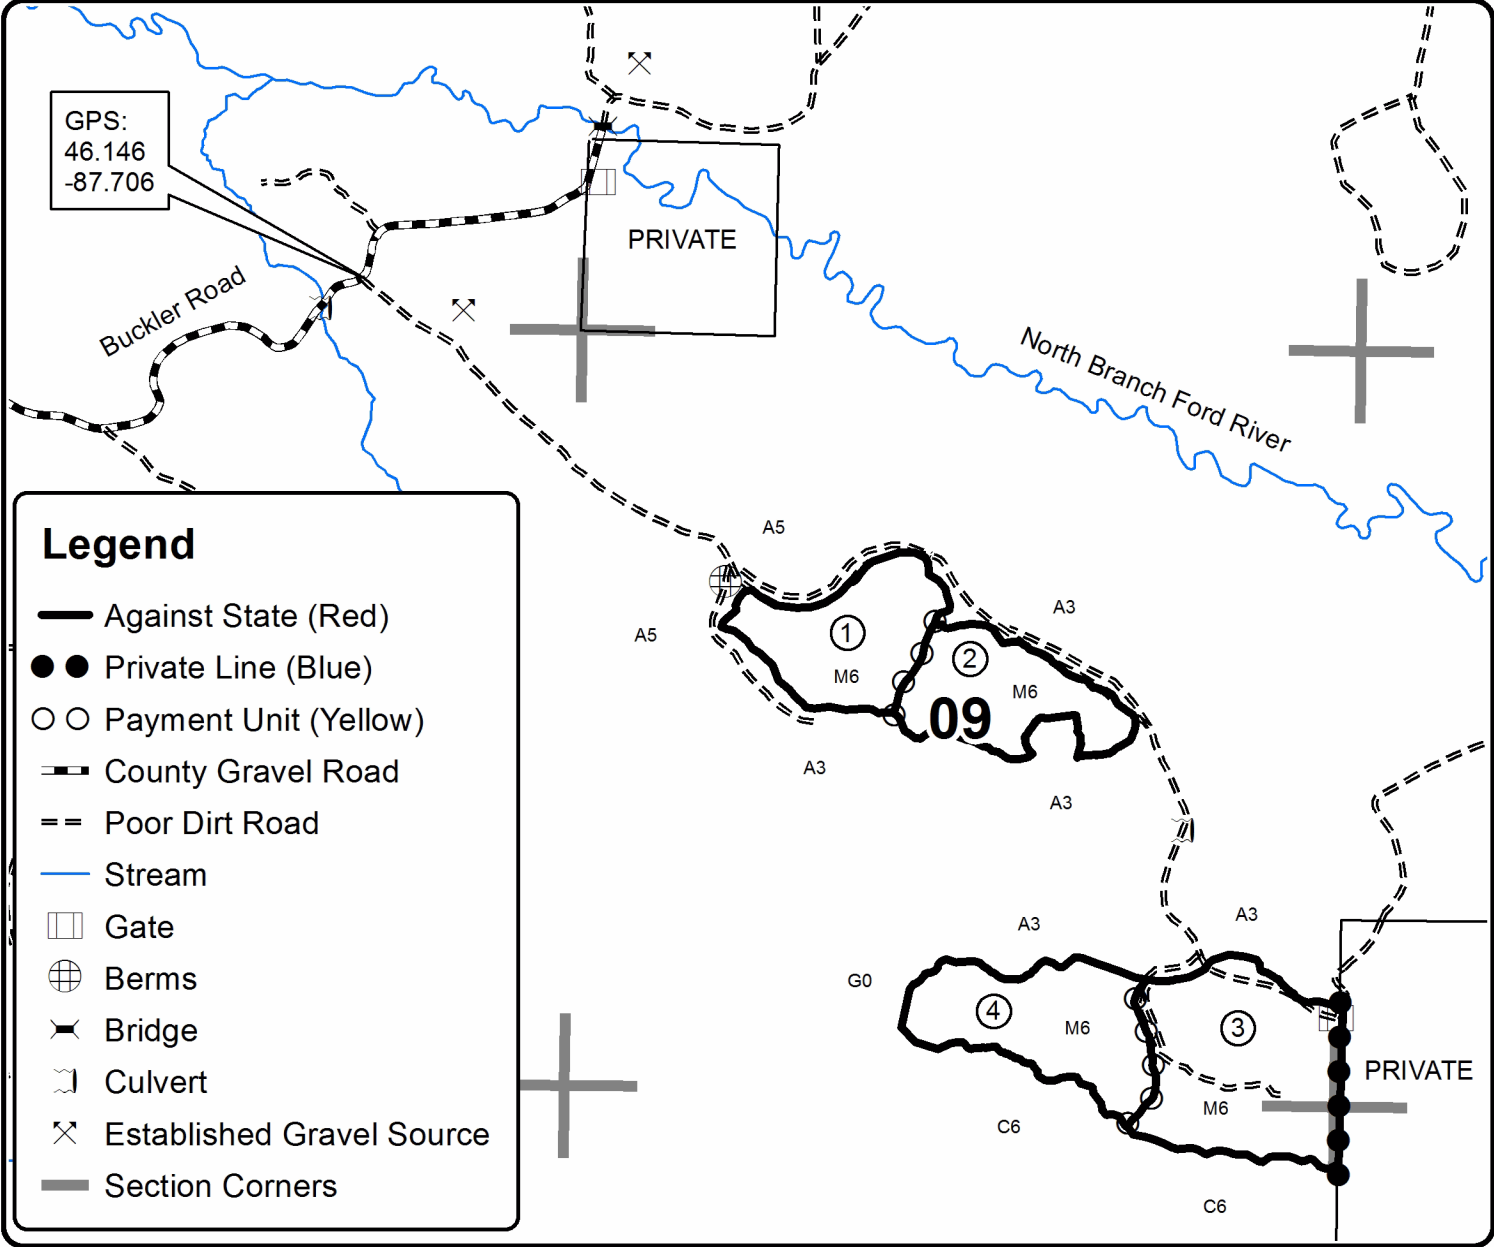 GPS:
46.146
-87.706
PRIVATE
Buckler Road
North Branch Ford River
A5
A3
A5
1
2
M6
M6
09
A3
A3
A3
A3
G0
4
M6
3
PRIVATE
M6
C6
C6
Legend
Against State (Red)
Private Line (Blue)
Payment Unit (Yellow)
County Gravel Road
Poor Dirt Road
Stream
Gate
Berms
Bridge
Culvert
Established Gravel Source
Section Corners